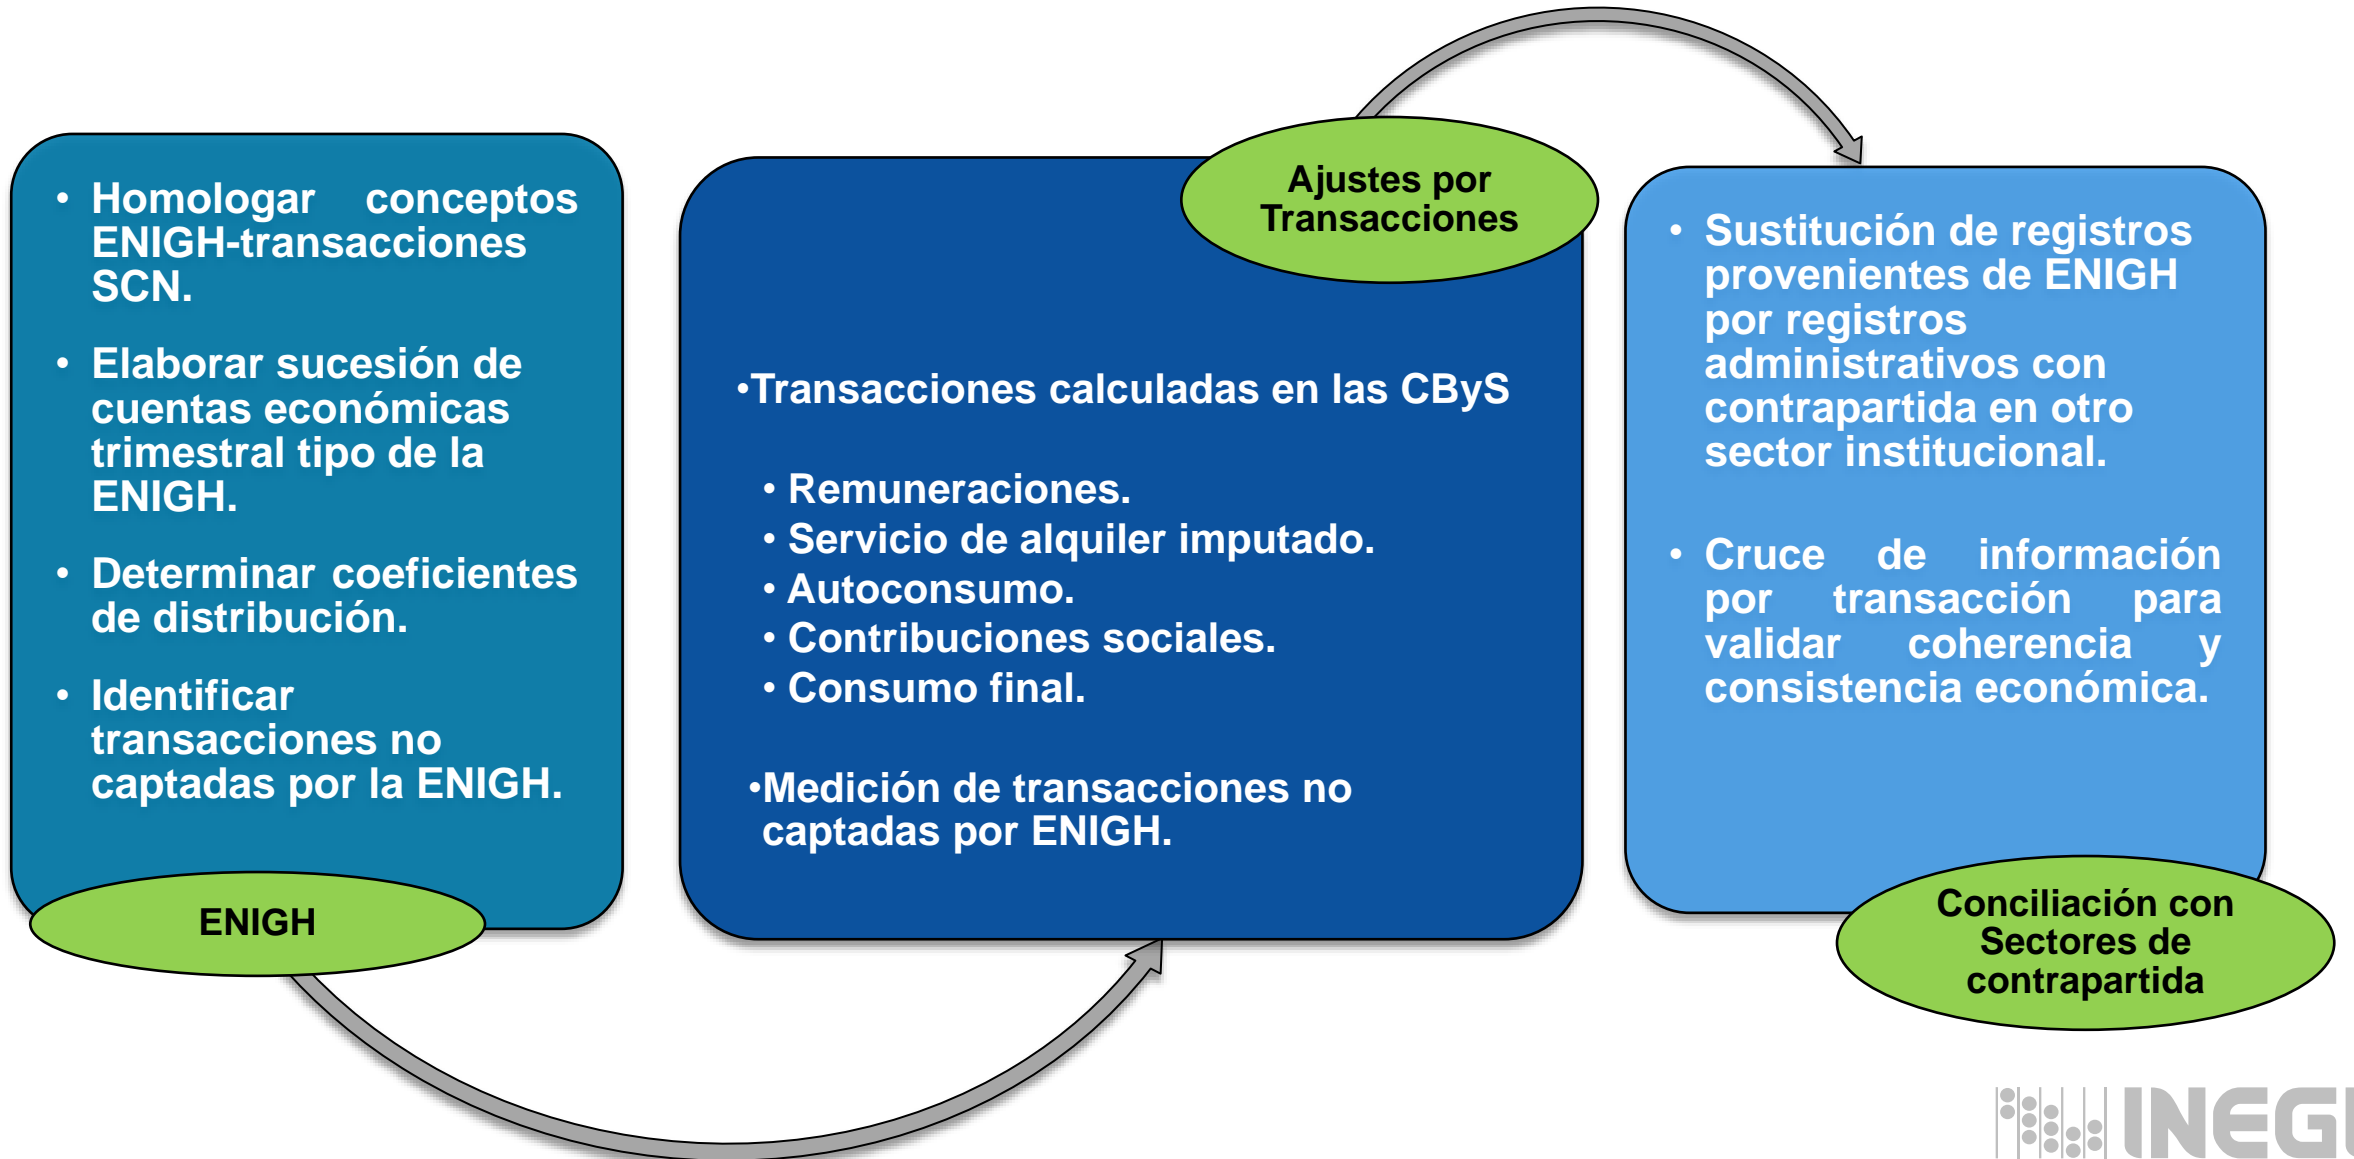 • Homologar conceptos
ENIGH-transacciones
SCN.
• Elaborar sucesión de
cuentas económicas
trimestral tipo de la
ENIGH.
• Determinar coeficientes
de distribución.
• Identificar
transacciones no
captadas por la ENIGH.
ENIGH
Ajustes por
Transacciones
•Transacciones calculadas en las CByS
• Remuneraciones.
• Servicio de alquiler imputado.
• Autoconsumo.
• Contribuciones sociales.
• Consumo final.
•Medición de transacciones no
captadas por ENIGH.
• Sustitución de registros
provenientes de ENIGH
por registros
administrativos con
contrapartida en otro
sector institucional.
• Cruce de información
por transacción para
validar coherencia y
consistencia económica.
Conciliación con
Sectores de
contrapartida
INEGI